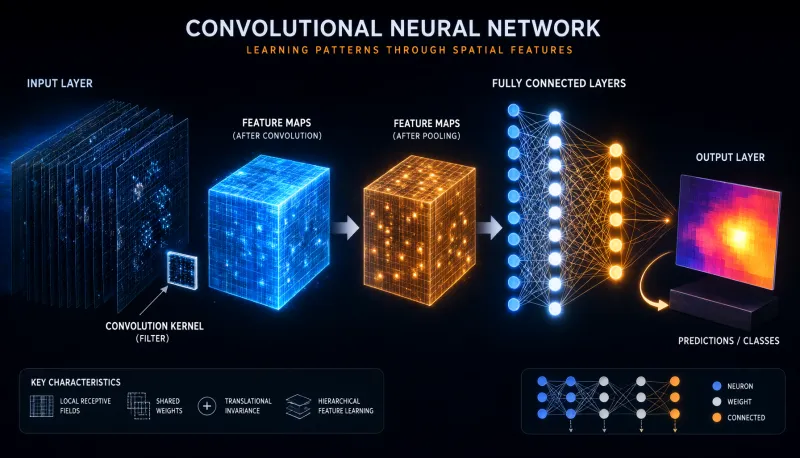 CONVOLUTIONAL NEURAL NETWORK
LEARNING PATTERNS THROUGH SPATIAL FEATURES
INPUT LAYER
FEATURE MAPS
(AFTER CONVOLUTION)
FEATURE MAPS
(AFTER POOLING)
FULLY CONNECTED LAYERS
OUTPUT LAYER
CONVOLUTION KERNEL
(FILTER)
PREDICTIONS / CLASSES
KEY CHARACTERISTICS
LOCAL RECEPTIVE
FIELDS
SHARED
WEIGHTS
TRANSLATIONAL
INVARIANCE
HIERARCHICAL
FEATURE LEARNING
NEURON
WEIGHT
CONNECTED